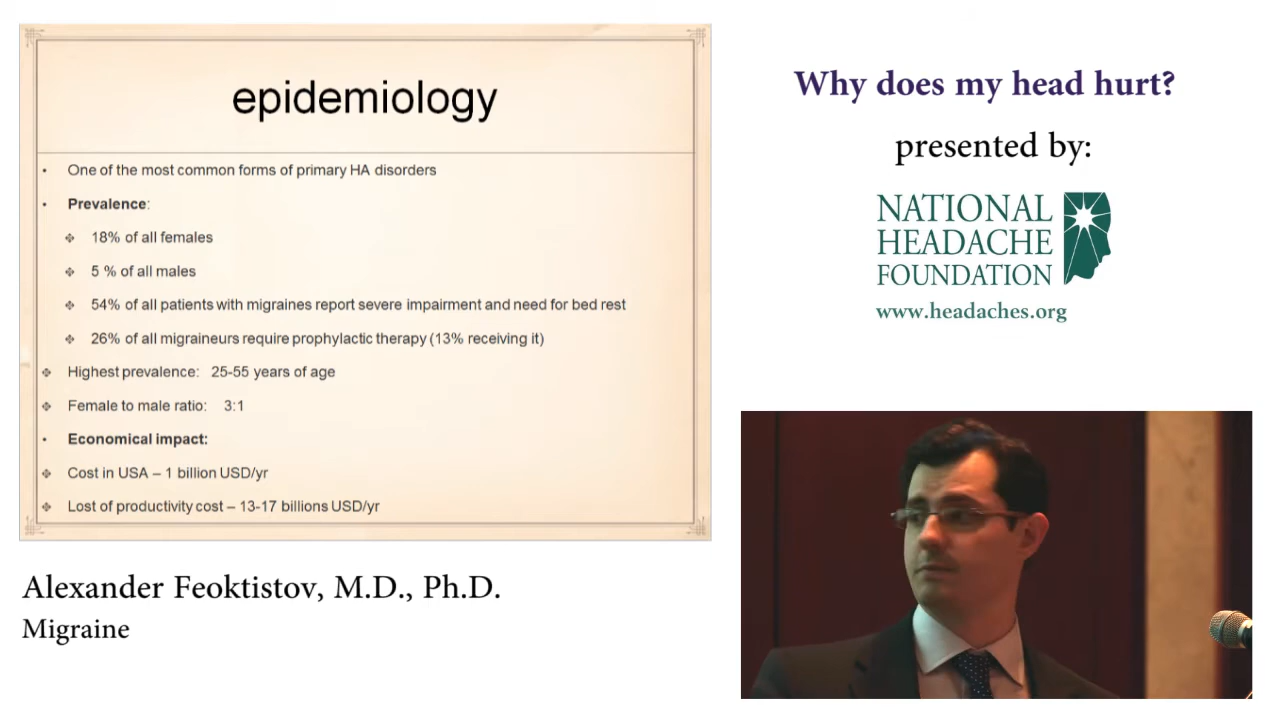 epidemiology
• One of the most common forms of primary HA disorders
• Prevalence:
❖ 18% of all females
❖ 5 % of all males
❖ 54% of all patients with migraines report severe impairment and need for bed rest
❖ 26% of all migraineurs require prophylactic therapy (13% receiving it)
❖ Highest prevalence: 25-55 years of age
❖ Female to male ratio: 3:1
• Economical impact:
❖ Cost in USA – 1 billion USD/yr
❖ Lost of productivity cost – 13-17 billions USD/yr
Alexander Feoktistov, M.D., Ph.D.
Migraine
Why does my head hurt?
presented by:
NATIONAL
HEADACHE
FOUNDATION
www.headaches.org